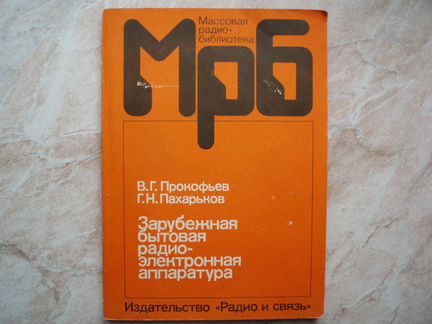 Массовая
радио-
библиотека
Мрб
В.Г. Прокофьев
Г.Н. Пахарьков
Зарубежная
бытовая
радио-
электронная
аппаратура
Издательство «Радио и связь»